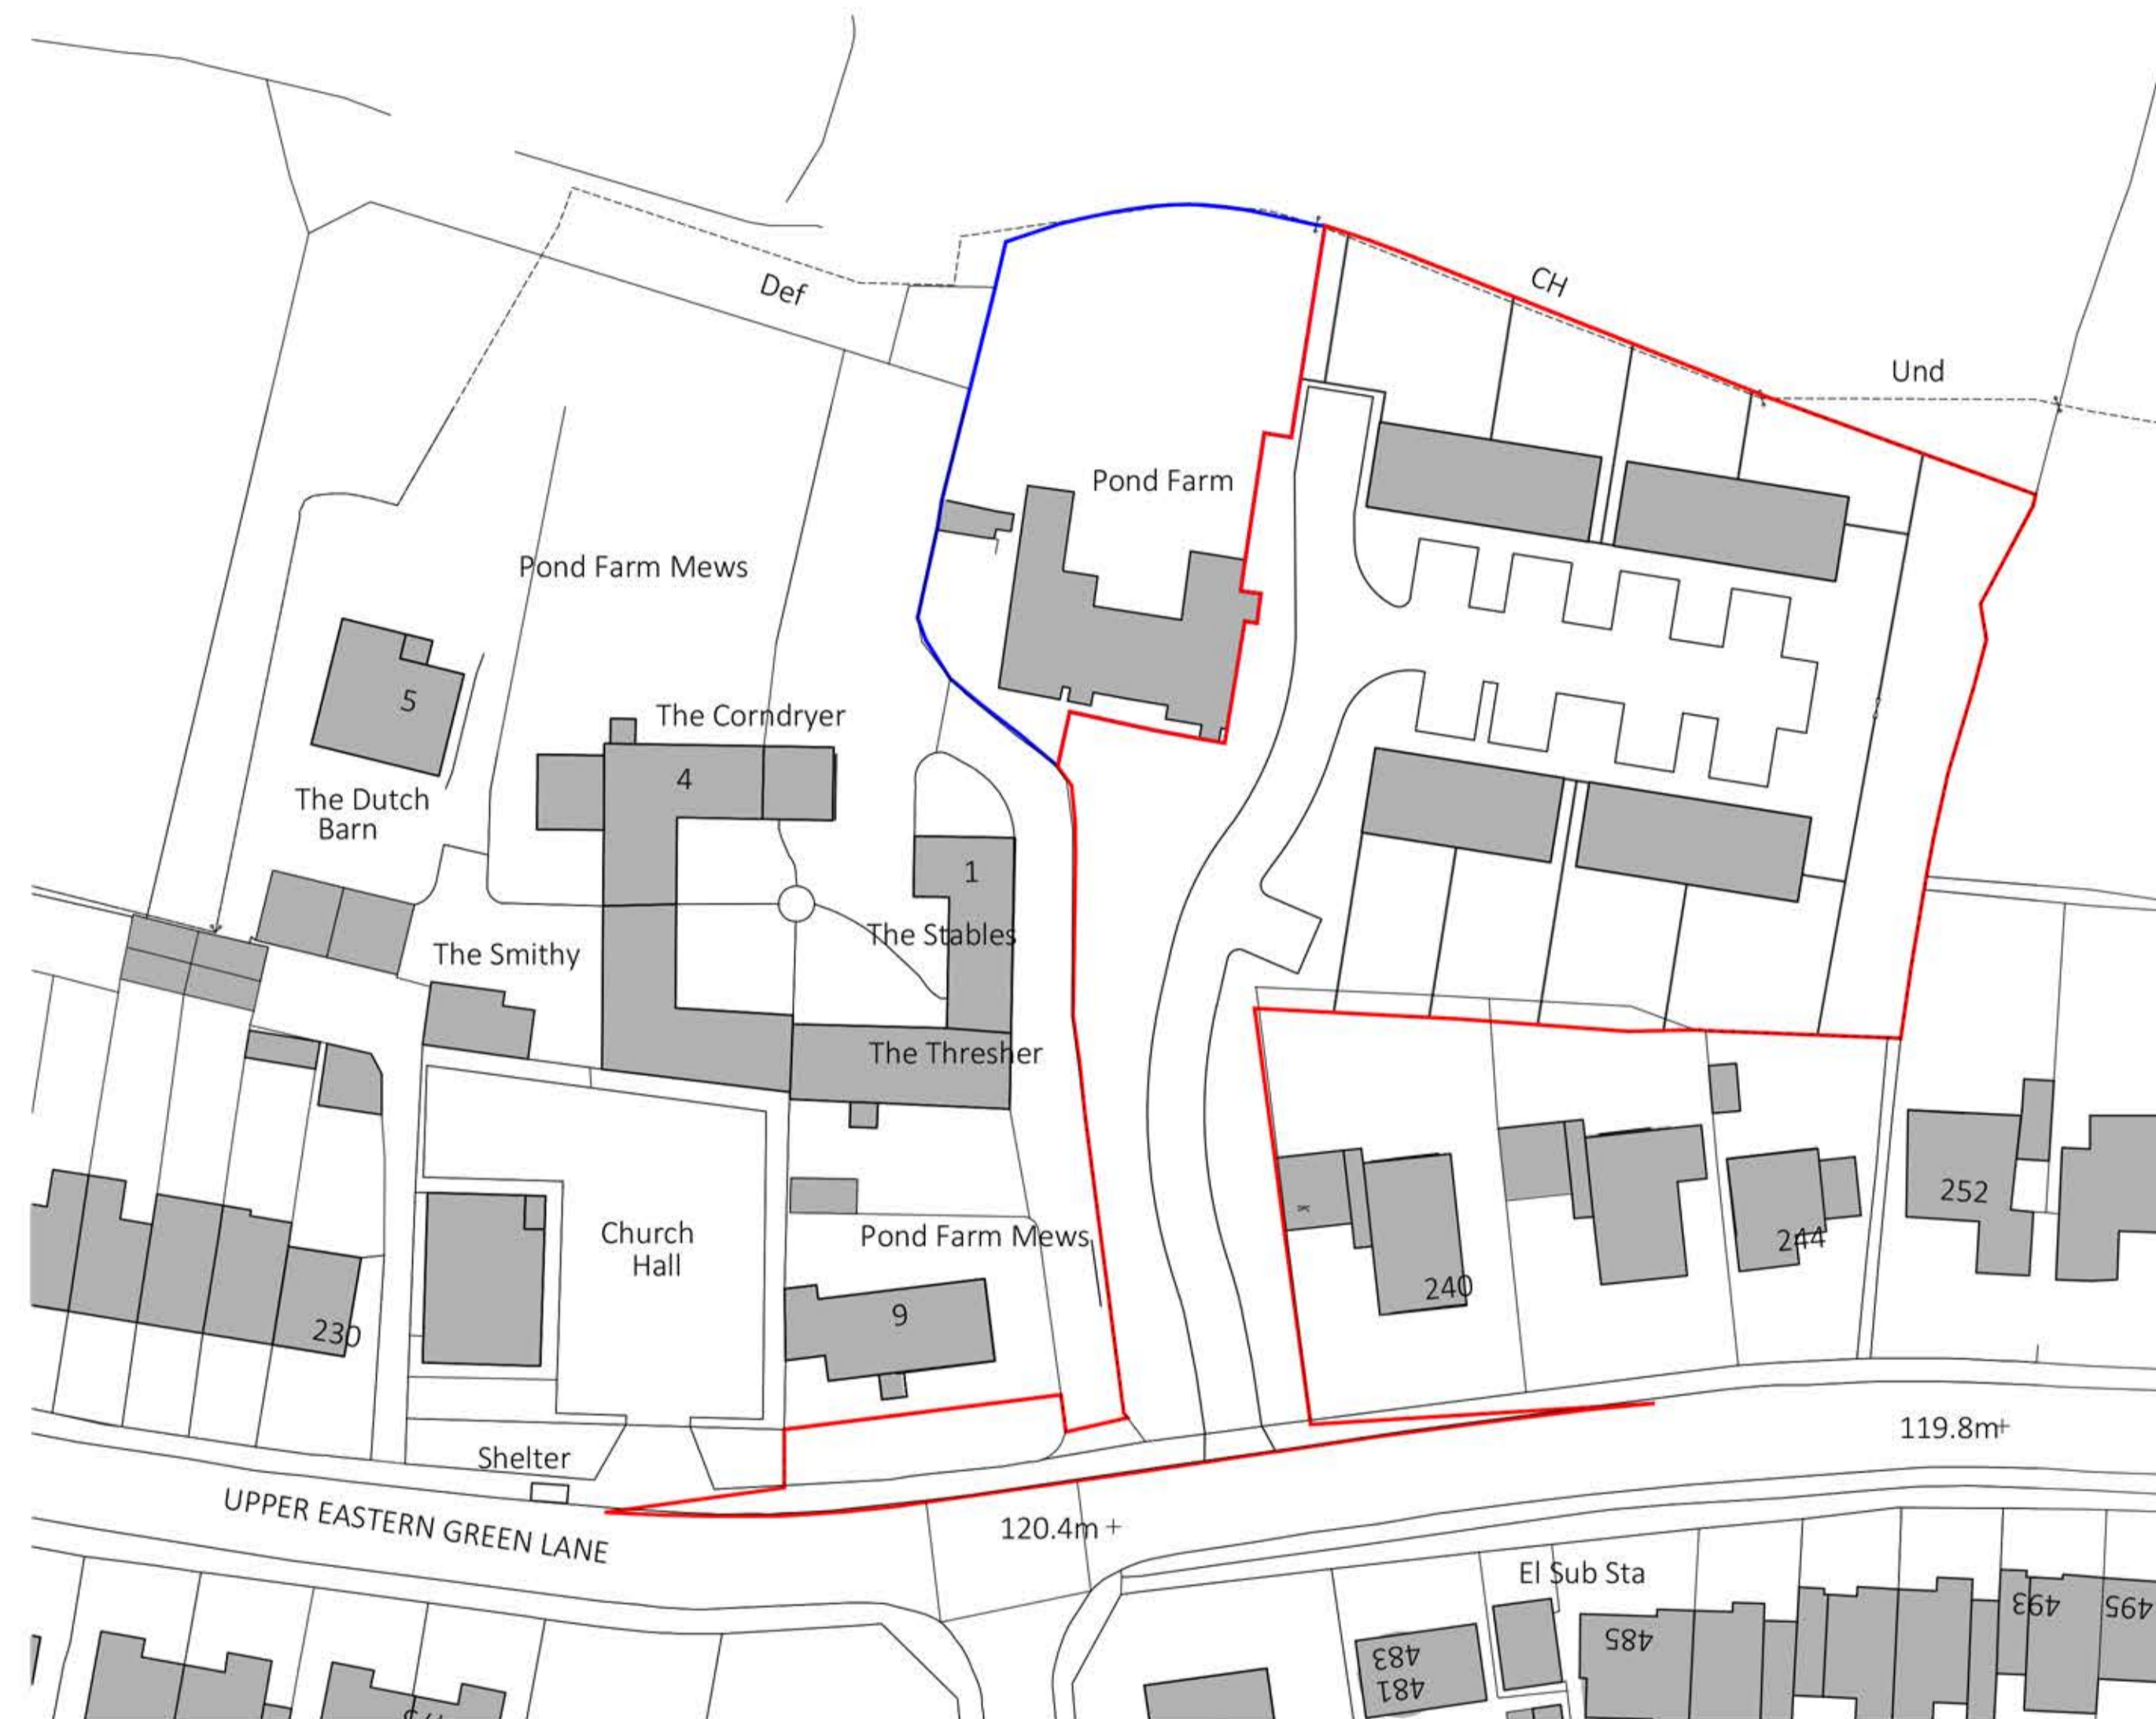 Def
CH
Und
Pond Farm
Pond Farm Mews
5
The Corndryer
4
The Dutch
Barn
1
The Stables
The Smithy
The Thresher
Church
Hall
Pond Farm Mews
252
244
240
9
230
119.8m+
Shelter
UPPER EASTERN GREEN LANE
120.4m +
El Sub Sta
493
495
485
483
481